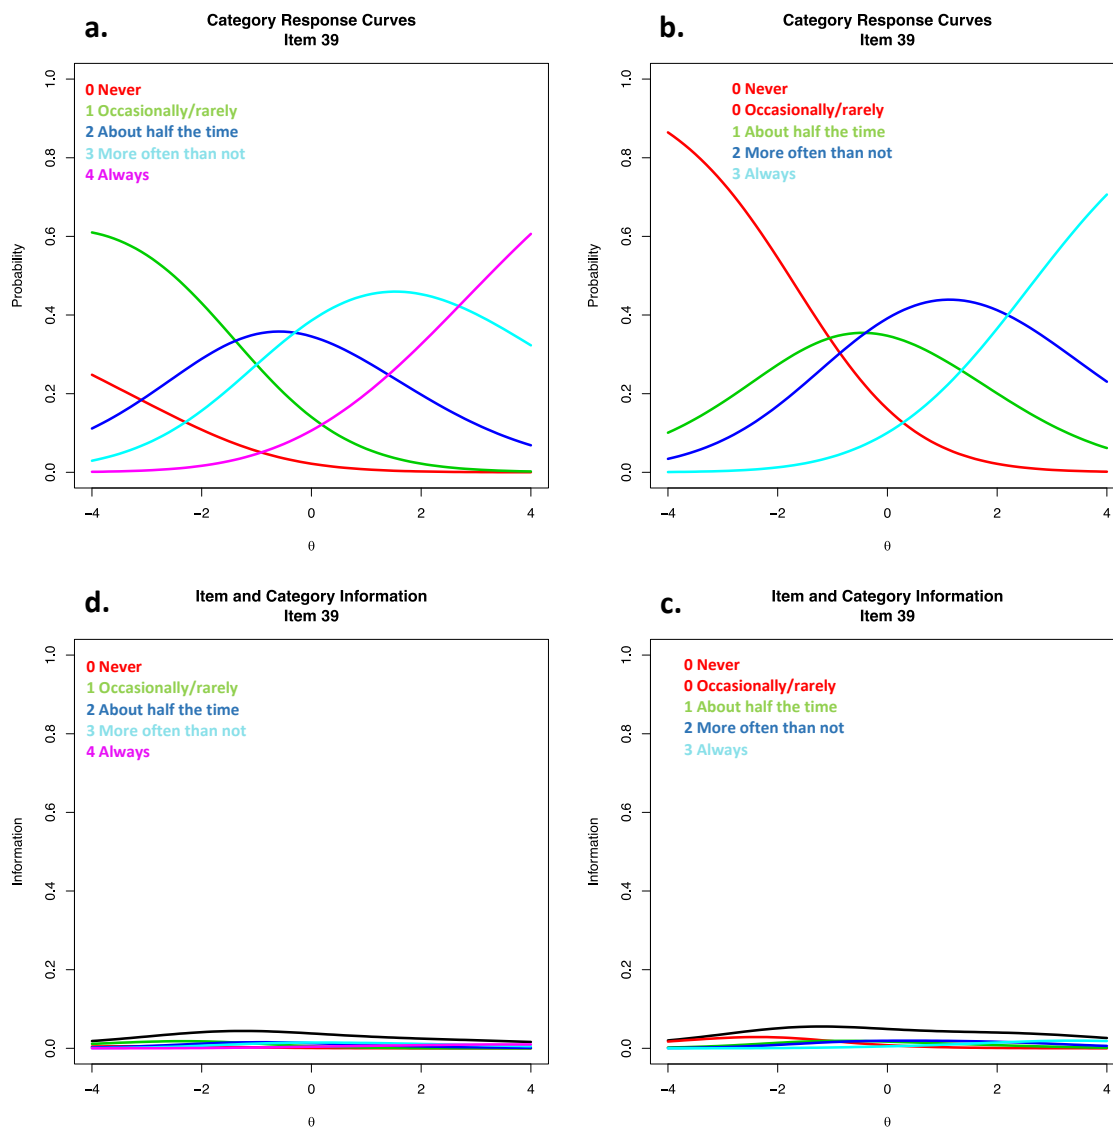 a.
Category Response Curves
Item 39
0 Never
1 Occasionally/rarely
2 About half the time
3 More often than not
4 Always
Probability
0.0 0.2 0.4 0.6 0.8 1.0
−4 −2 0 2 4
θ
b.
Category Response Curves
Item 39
0 Never
0 Occasionally/rarely
1 About half the time
2 More often than not
3 Always
Probability
0.0 0.2 0.4 0.6 0.8 1.0
−4 −2 0 2 4
θ
d.
Item and Category Information
Item 39
0 Never
1 Occasionally/rarely
2 About half the time
3 More often than not
4 Always
Information
0.0 0.2 0.4 0.6 0.8 1.0
−4 −2 0 2 4
θ
c.
Item and Category Information
Item 39
0 Never
0 Occasionally/rarely
1 About half the time
2 More often than not
3 Always
Information
0.0 0.2 0.4 0.6 0.8 1.0
−4 −2 0 2 4
θ